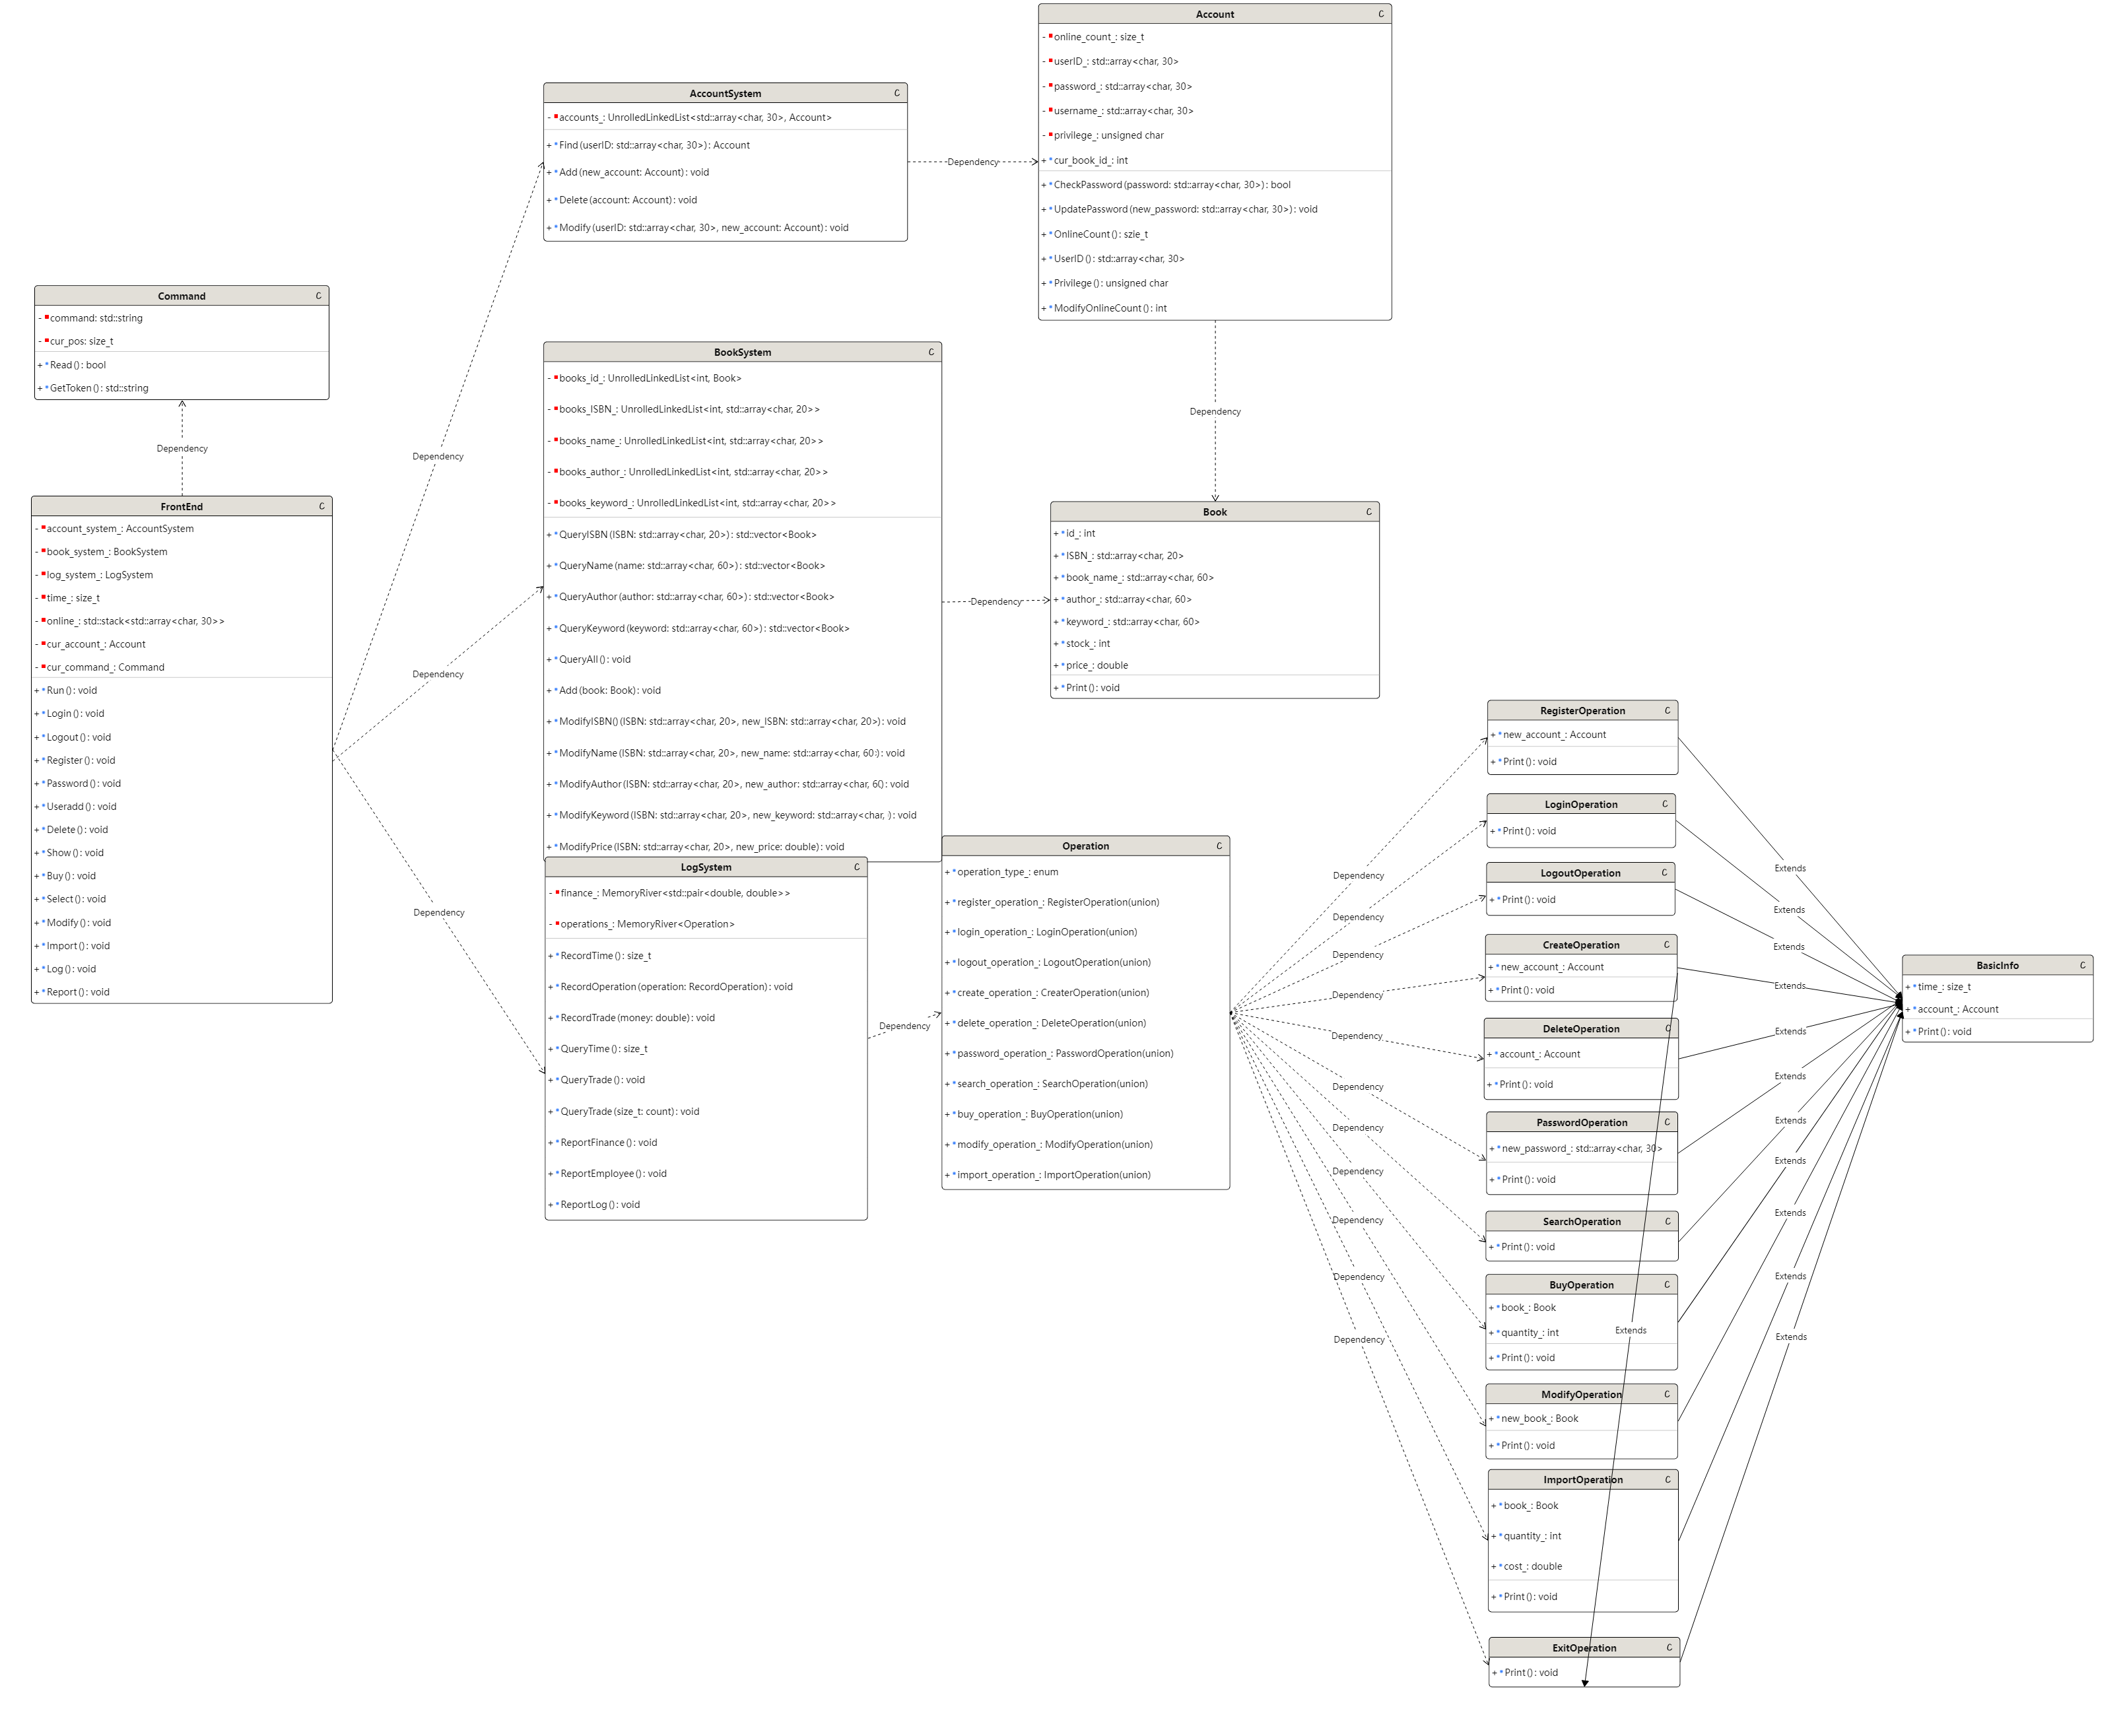 Account C
- online_count_: size_t
- userID_: std::array<char, 30>
- password_: std::array<char, 30>
- username_: std::array<char, 30>
- privilege_: unsigned char
+ cur_book_id_: int
+ CheckPassword (password: std::array<char, 30>) : bool
+ UpdatePassword (new_password: std::array<char, 30>) : void
+ OnlineCount () : szie_t
+ UserID () : std::array<char, 30>
+ Privilege () : unsigned char
+ ModifyOnlineCount () : int
AccountSystem C
- accounts_: UnrolledLinkedList<std::array<char, 30>, Account>
+ Find (userID: std::array<char, 30>) : Account
+ Add (new_account: Account) : void
+ Delete (account: Account) : void
+ Modify (userID: std::array<char, 30>, new_account: Account) : void
Dependency
Command C
- command: std::string
- cur_pos: size_t
+ Read () : bool
+ GetToken () : std::string
Dependency
Dependency
Dependency
FrontEnd C
- account_system_: AccountSystem
- book_system_: BookSystem
- log_system_: LogSystem
- time_: size_t
- online_: std::stack<std::array<char, 30>>
- cur_account_: Account
- cur_command_: Command
+ Run () : void
+ Login () : void
+ Logout () : void
+ Register () : void
+ Password () : void
+ Useradd () : void
+ Delete () : void
+ Show () : void
+ Buy () : void
+ Select () : void
+ Modify () : void
+ Import () : void
+ Log () : void
+ Report () : void
Dependency
Dependency
BookSystem C
- books_id_: UnrolledLinkedList<int, Book>
- books_ISBN_: UnrolledLinkedList<int, std::array<char, 20>>
- books_name_: UnrolledLinkedList<int, std::array<char, 20>>
- books_author_: UnrolledLinkedList<int, std::array<char, 20>>
- books_keyword_: UnrolledLinkedList<int, std::array<char, 20>>
+ QueryISBN (ISBN: std::array<char, 20>) : std::vector<Book>
+ QueryName (name: std::array<char, 60>) : std::vector<Book>
+ QueryAuthor (author: std::array<char, 60>) : std::vector<Book>
+ QueryKeyword (keyword: std::array<char, 60>) : std::vector<Book>
+ QueryAll () : void
+ Add (book: Book) : void
+ ModifyISBN() (ISBN: std::array<char, 20>, new_ISBN: std::array<char, 20>) : void
+ ModifyName (ISBN: std::array<char, 20>, new_name: std::array<char, 60:) : void
+ ModifyAuthor (ISBN: std::array<char, 20>, new_author: std::array<char, 6() : void
+ ModifyKeyword (ISBN: std::array<char, 20>, new_keyword: std::array<char, ) : void
+ ModifyPrice (ISBN: std::array<char, 20>, new_price: double) : void
Dependency
Book C
+ id_: int
+ ISBN_: std::array<char, 20>
+ book_name_: std::array<char, 60>
+ author_: std::array<char, 60>
+ keyword_: std::array<char, 60>
+ stock_: int
+ price_: double
+ Print () : void
LogSystem C
- finance_: MemoryRiver<std::pair<double, double>>
- operations_: MemoryRiver<Operation>
+ RecordTime () : size_t
+ RecordOperation (operation: RecordOperation) : void
+ RecordTrade (money: double) : void
+ QueryTime () : size_t
+ QueryTrade () : void
+ QueryTrade (size_t: count) : void
+ ReportFinance () : void
+ ReportEmployee () : void
+ ReportLog () : void
Dependency
Operation C
+ operation_type_: enum
+ register_operation_: RegisterOperation(union)
+ login_operation_: LoginOperation(union)
+ logout_operation_: LogoutOperation(union)
+ create_operation_: CreaterOperation(union)
+ delete_operation_: DeleteOperation(union)
+ password_operation_: PasswordOperation(union)
+ search_operation_: SearchOperation(union)
+ buy_operation_: BuyOperation(union)
+ modify_operation_: ModifyOperation(union)
+ import_operation_: ImportOperation(union)
Dependency
Dependency
Dependency
Dependency
Dependency
Dependency
Dependency
Dependency
Dependency
Dependency
Dependency
RegisterOperation C
+ new_account_: Account
+ Print () : void
LoginOperation C
+ Print () : void
LogoutOperation C
+ Print () : void
CreateOperation C
+ new_account_: Account
+ Print () : void
DeleteOperation C
+ account_: Account
+ Print () : void
PasswordOperation C
+ new_password_: std::array<char, 30>
+ Print () : void
SearchOperation C
+ Print () : void
BuyOperation C
+ book_: Book
+ quantity_: int
+ Print () : void
Extends
ModifyOperation C
+ new_book_: Book
+ Print () : void
ImportOperation C
+ book_: Book
+ quantity_: int
+ cost_: double
+ Print () : void
ExitOperation C
+ Print () : void
Extends
Extends
Extends
Extends
Extends
Extends
Extends
Extends
Extends
Extends
Extends
BasicInfo C
+ time_: size_t
+ account_: Account
+ Print () : void